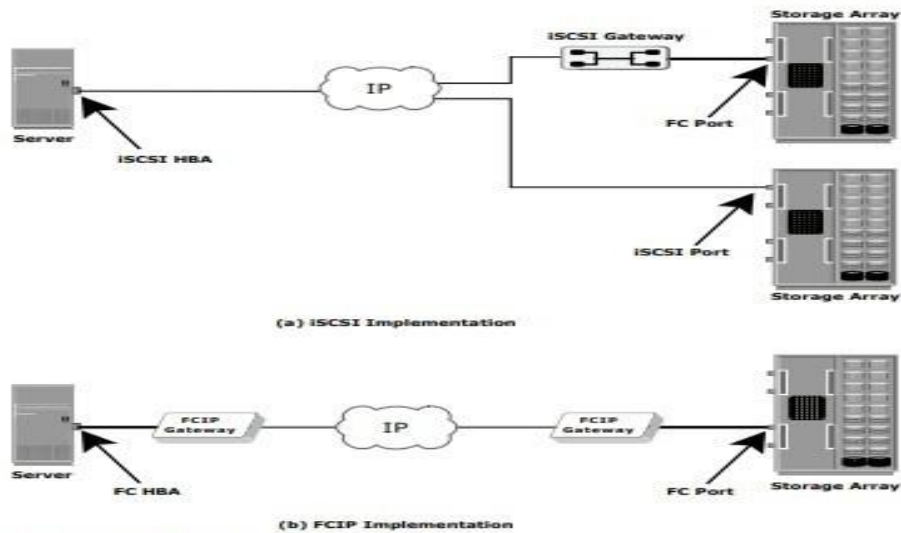 Storage Array
iSCSI Gateway
IP
FC Port
Server
iSCSI HBA
iSCSI Port
Storage Array
(a) iSCSI Implementation
FCIP
Gateway
IP
FCIP
Gateway
Server
FC HBA
FC Port
Storage Array
(b) FCIP Implementation